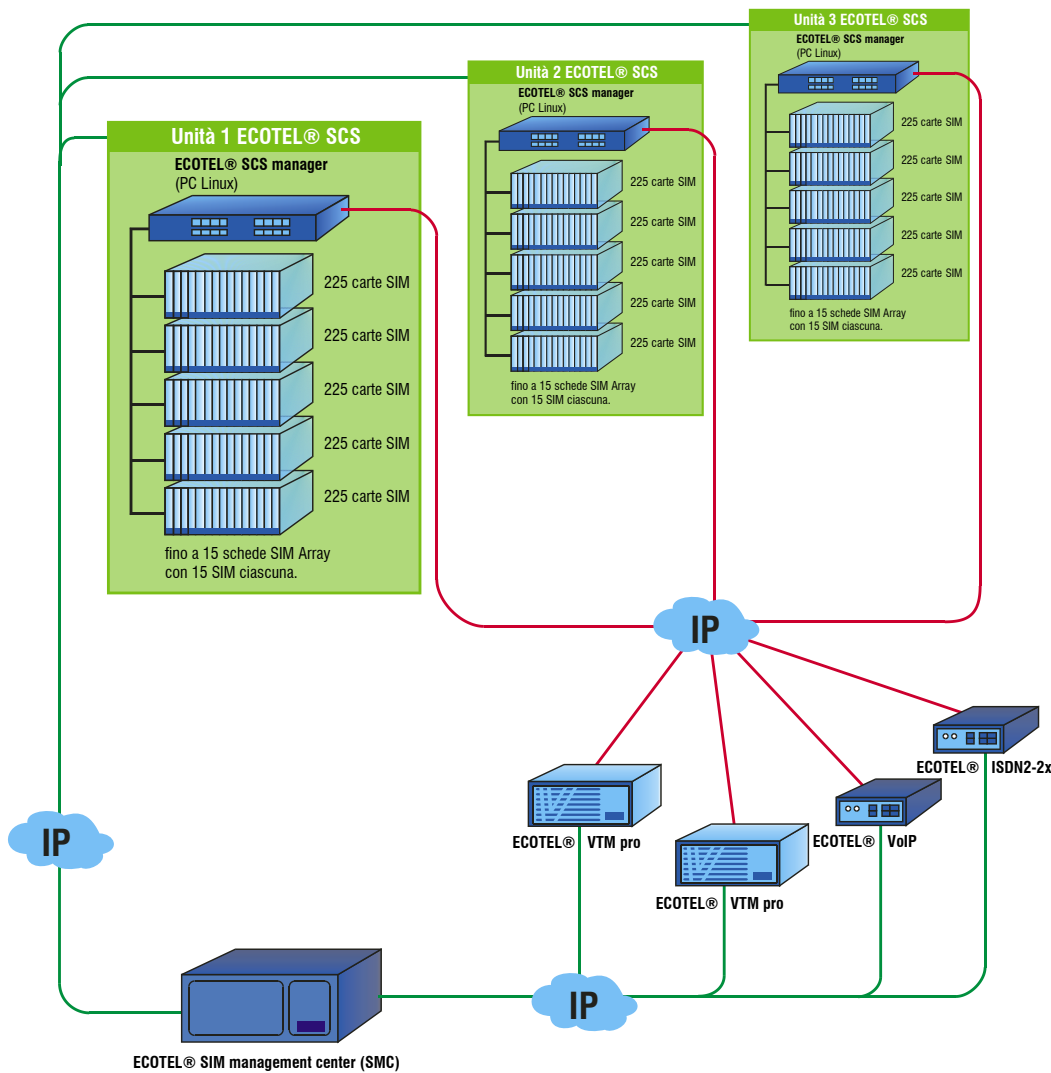 Unità 3 ECOTEL® SCS
ECOTEL® SCS manager
(PC Linux)
225 carte SIM
225 carte SIM
225 carte SIM
225 carte SIM
225 carte SIM
fino a 15 schede SIM Array
con 15 SIM ciascuna.
Unità 2 ECOTEL® SCS
ECOTEL® SCS manager
(PC Linux)
225 carte SIM
225 carte SIM
225 carte SIM
225 carte SIM
225 carte SIM
fino a 15 schede SIM Array
con 15 SIM ciascuna.
Unità 1 ECOTEL® SCS
ECOTEL® SCS manager
(PC Linux)
225 carte SIM
225 carte SIM
225 carte SIM
225 carte SIM
225 carte SIM
fino a 15 schede SIM Array
con 15 SIM ciascuna.
IP
ECOTEL® ISDN2-2x
ECOTEL® VTM pro
ECOTEL® VoIP
IP
ECOTEL® VTM pro
IP
ECOTEL® SIM management center (SMC)